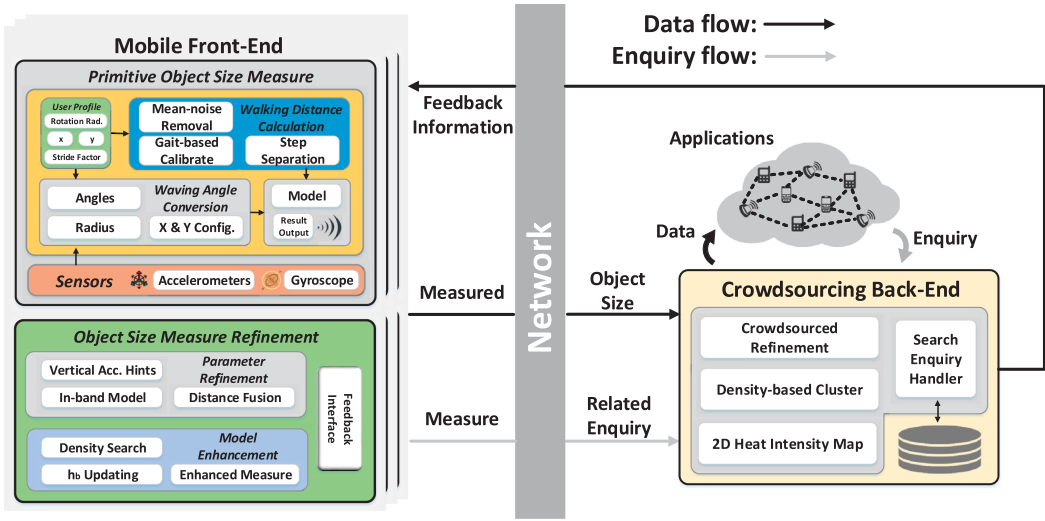 Mobile Front-End
Primitive Object Size Measure
User Profile
Rotation Rad.
x
y
Stride Factor
Mean-noise
Removal
Walking Distance
Calculation
Gait-based
Calibrate
Step
Separation
Angles
Radius
Waving Angle
Conversion
X & Y Config.
Model
Result
Output
Sensors
Accelerometers
Gyroscope
Object Size Measure Refinement
Vertical Acc. Hints
Parameter
Refinement
In-band Model
Distance Fusion
Density Search
Model
Enhancement
hb Updating
Enhanced Measure
Feedback
Interface
Feedback
Information
Measured
Measure
Network
Data flow:
Enquiry flow:
Applications
Data
Enquiry
Object
Size
Related
Enquiry
Crowdsourcing Back-End
Crowdsourced
Refinement
Density-based Cluster
2D Heat Intensity Map
Search
Enquiry
Handler